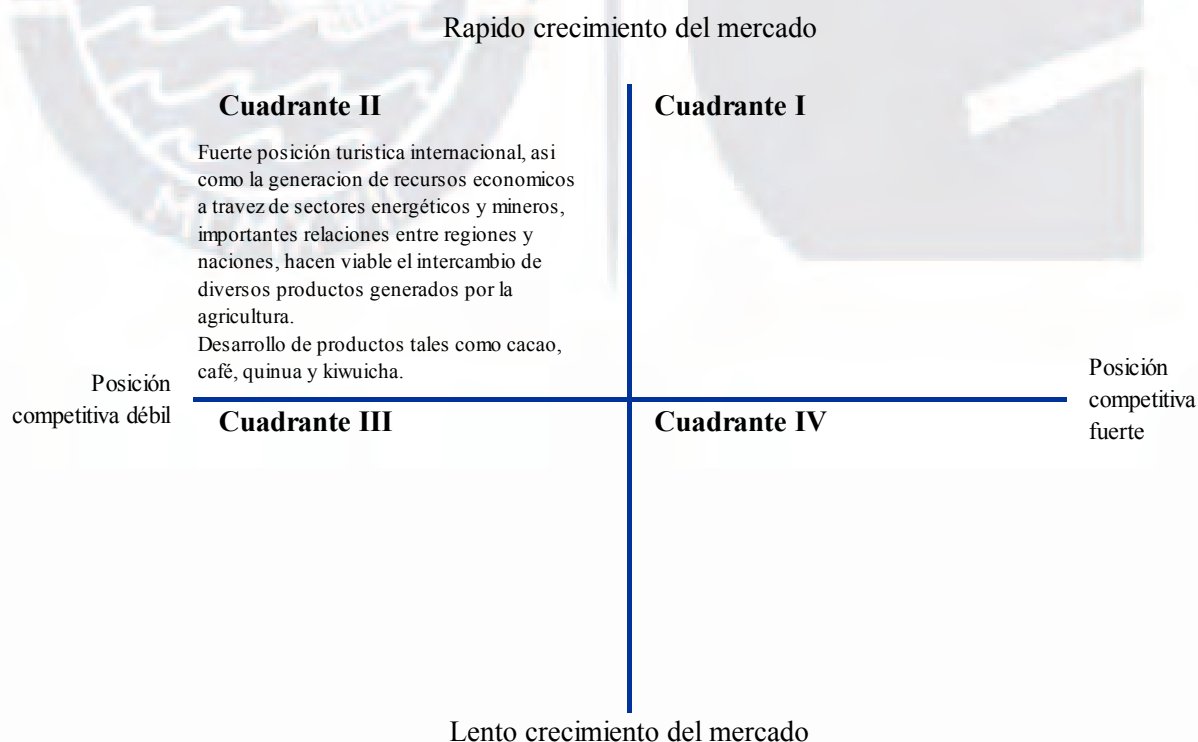 Rapido crecimiento del mercado
Cuadrante II
Cuadrante I
Fuerte posición turistica internacional, asi
como la generacion de recursos economicos
a travez de sectores energéticos y mineros,
importantes relaciones entre regiones y
naciones, hacen viable el intercambio de
diversos productos generados por la
agricultura.
Desarrollo de productos tales como cacao,
café, quinua y kiwuicha.
Posición
competitiva débil
Posición
competitiva
fuerte
Cuadrante III
Cuadrante IV
Lento crecimiento del mercado